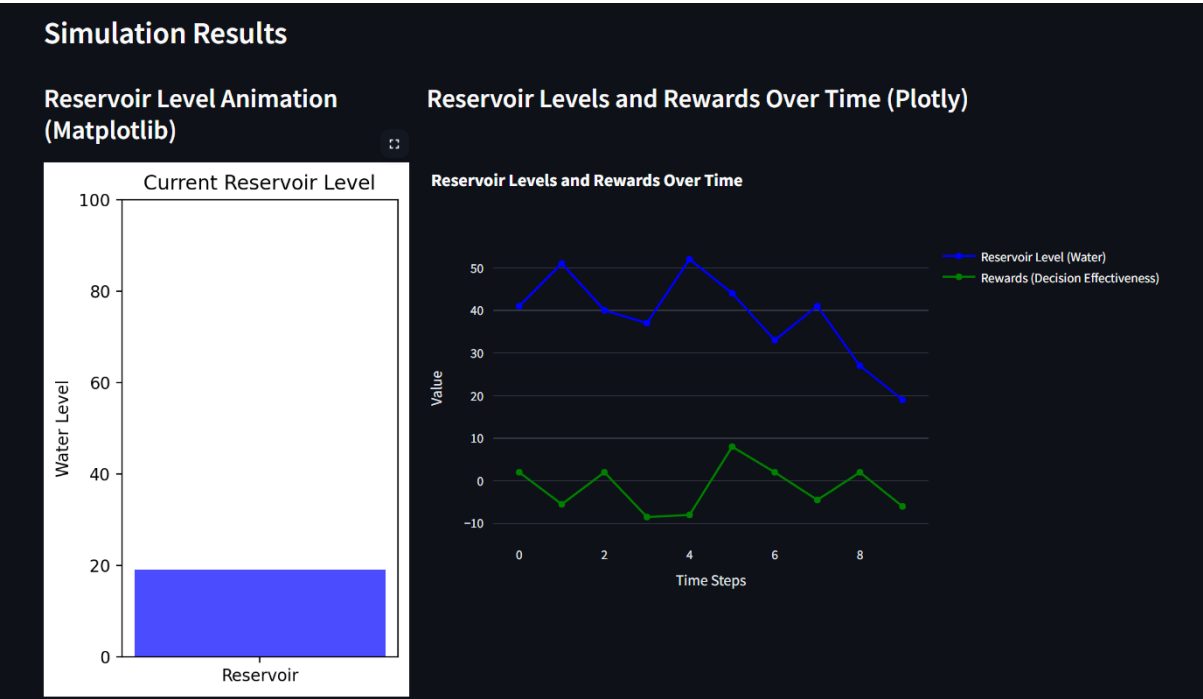 Simulation Results
Reservoir Level Animation
(Matplotlib)
Reservoir Levels and Rewards Over Time (Plotly)
Current Reservoir Level
100
80
60
40
20
0
Water Level
Reservoir
Reservoir Levels and Rewards Over Time
50
40
30
20
10
0
−10
Value
0
2
4
6
8
Time Steps
Reservoir Level (Water)
Rewards (Decision Effectiveness)